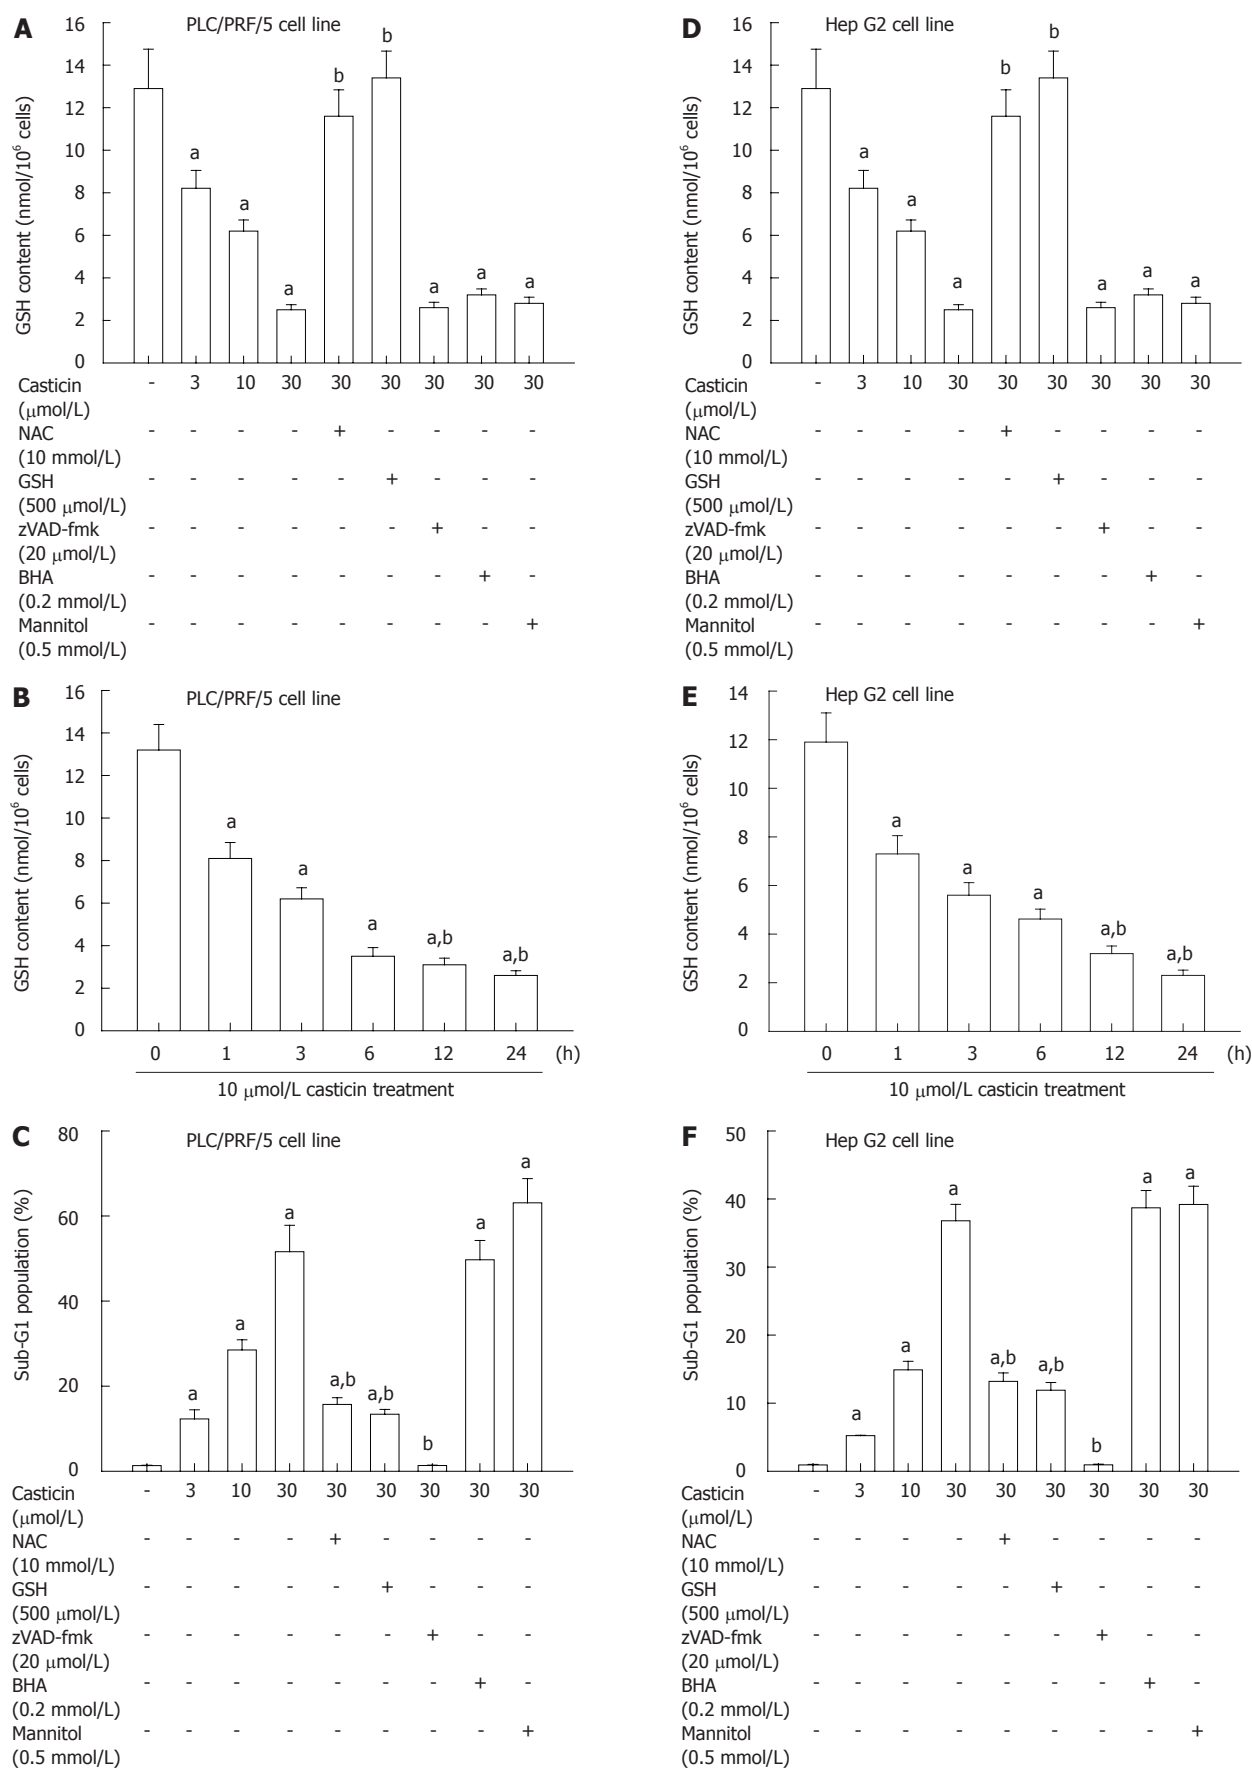 A
PLC/PRF/5 cell line
GSH content (nmol/10⁶ cells)
16
14
12
10
8
6
4
2
0
a
a
a
b
b
a
a
a
Casticin - 3 10 30 30 30 30 30 30
(μmol/L)
NAC - - - - + - - - -
(10 mmol/L)
GSH - - - - - + - - -
(500 μmol/L)
zVAD-fmk - - - - - - + - -
(20 μmol/L)
BHA - - - - - - - + -
(0.2 mmol/L)
Mannitol - - - - - - - - +
(0.5 mmol/L)
D
Hep G2 cell line
GSH content (nmol/10⁶ cells)
16
14
12
10
8
6
4
2
0
a
a
a
b
b
a
a
a
Casticin - 3 10 30 30 30 30 30 30
(μmol/L)
NAC - - - - + - - - -
(10 mmol/L)
GSH - - - - - + - - -
(500 μmol/L)
zVAD-fmk - - - - - - + - -
(20 μmol/L)
BHA - - - - - - - + -
(0.2 mmol/L)
Mannitol - - - - - - - - +
(0.5 mmol/L)
B
PLC/PRF/5 cell line
GSH content (nmol/10⁶ cells)
16
14
12
10
8
6
4
2
0
a
a
a
a,b
a,b
0 1 3 6 12 24 (h)
10 μmol/L casticin treatment
E
Hep G2 cell line
GSH content (nmol/10⁶ cells)
14
12
10
8
6
4
2
0
a
a
a
a,b
a,b
0 1 3 6 12 24 (h)
10 μmol/L casticin treatment
C
PLC/PRF/5 cell line
Sub-G1 population (%)
80
60
40
20
0
a
a
a
a,b
a,b
b
a
a
Casticin - 3 10 30 30 30 30 30 30
(μmol/L)
NAC - - - - + - - - -
(10 mmol/L)
GSH - - - - - + - - -
(500 μmol/L)
zVAD-fmk - - - - - - + - -
(20 μmol/L)
BHA - - - - - - - + -
(0.2 mmol/L)
Mannitol - - - - - - - - +
(0.5 mmol/L)
F
Hep G2 cell line
Sub-G1 population (%)
50
40
30
20
10
0
a
a
a
a,b
a,b
b
a
a
Casticin - 3 10 30 30 30 30 30 30
(μmol/L)
NAC - - - - + - - - -
(10 mmol/L)
GSH - - - - - + - - -
(500 μmol/L)
zVAD-fmk - - - - - - + - -
(20 μmol/L)
BHA - - - - - - - + -
(0.2 mmol/L)
Mannitol - - - - - - - - +
(0.5 mmol/L)